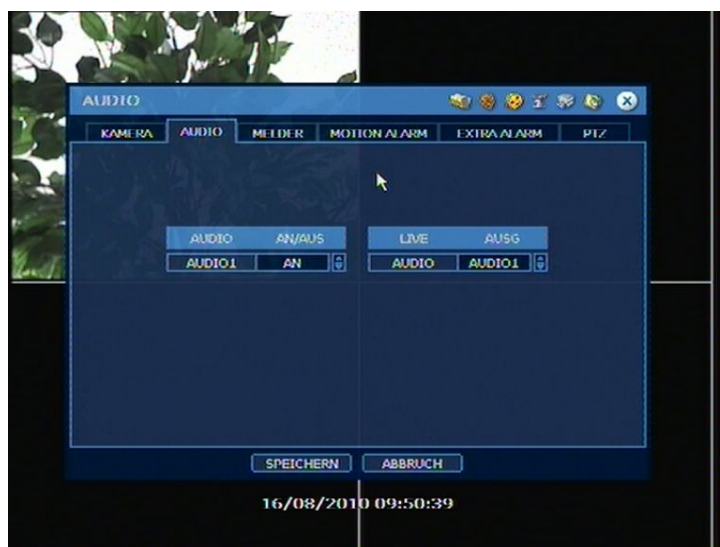 AUDIO
KAMERA AUDIO MELDER MOTION ALARM EXTRA ALARM PTZ
AUDIO AN/AUS LIVE AUSG
AUDIO1 AN AUDIO AUDIO1
SPEICHERN ABBRUCH
16/08/2010 09:50:39